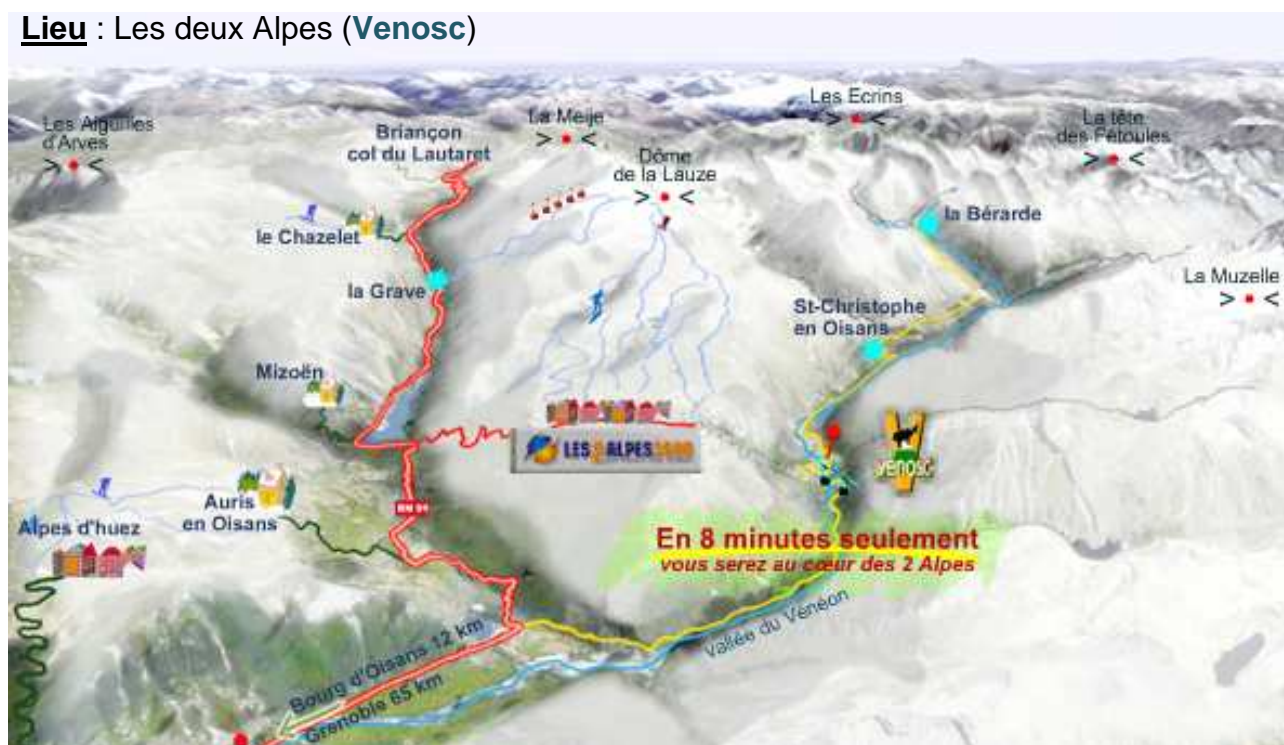 Lieu : Les deux Alpes (Venosc)
Les Ecrins
La Meije
La tête
des Fétoules
Les Aiguilles
d'Arves
Briançon
col du Lautaret
Dôme
de la Lauze
la Bérarde
le Chazelet
La Muzelle
la Grave
St-Christophe
en Oisans
Mizoën
LES 2 ALPES
venosc
Auris
en Oisans
RN 91
Alpes d'huez
En 8 minutes seulement
vous serez au cœur des 2 Alpes
Vallée du Vénéon
Bourg d'Oisans 12 km
Grenoble 65 km